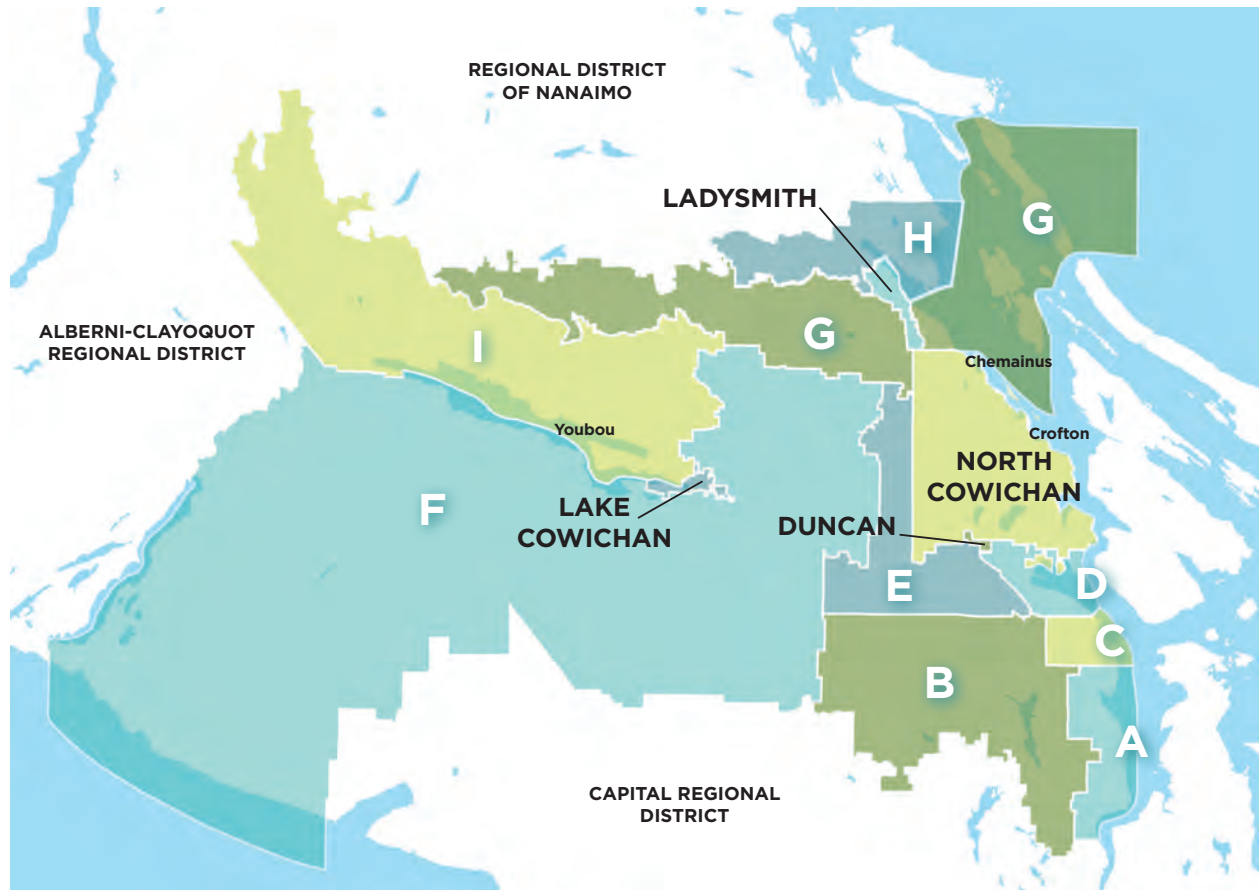 REGIONAL DISTRICT
OF NANAIMO
LADYSMITH
H
G
ALBERNI-CLAYOQUOT
REGIONAL DISTRICT
I
G
Chemainus
Youbou
Crofton
NORTH
COWICHAN
F
LAKE
COWICHAN
DUNCAN
E
D
C
B
A
CAPITAL REGIONAL
DISTRICT